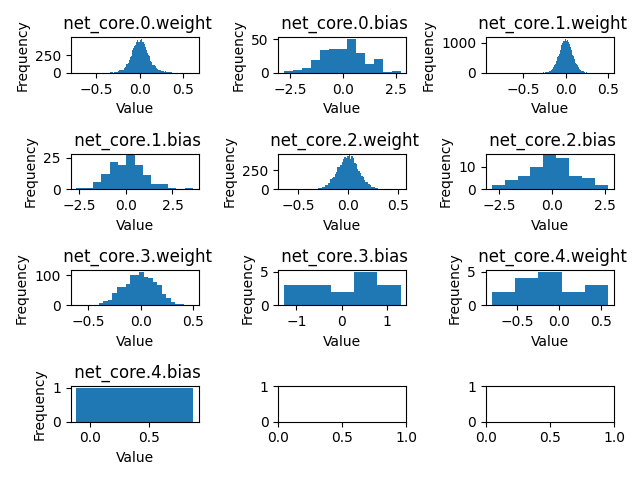 net_core.0.weight
Frequency
250
0
−0.5
0.0
0.5
Value
net_core.0.bias
Frequency
50
0
−2.5
0.0
2.5
Value
net_core.1.weight
Frequency
1000
0
−0.5
0.0
0.5
Value
net_core.1.bias
Frequency
25
0
−2.5
0.0
2.5
Value
net_core.2.weight
Frequency
250
0
−0.5
0.0
0.5
Value
net_core.2.bias
Frequency
10
0
−2.5
0.0
2.5
Value
net_core.3.weight
Frequency
100
0
−0.5
0.0
0.5
Value
net_core.3.bias
Frequency
5
0
−1
0
1
Value
net_core.4.weight
Frequency
5
0
−0.5
0.0
0.5
Value
net_core.4.bias
Frequency
1
0
0.0
0.5
Value
1
0
0.0
0.5
1.0
1
0
0.0
0.5
1.0